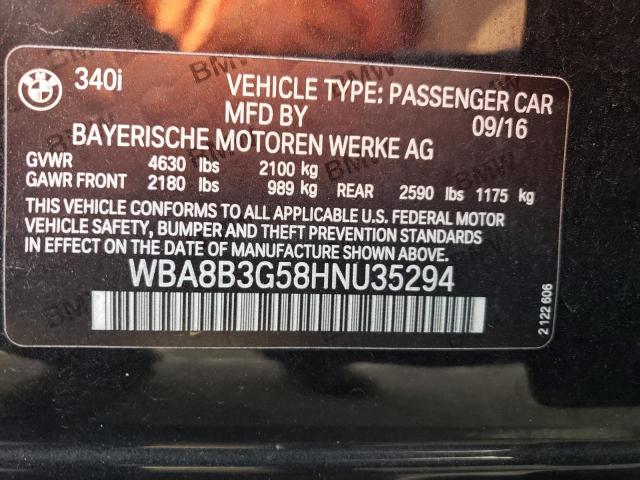 BMW 340i VEHICLE TYPE: PASSENGER CAR
MFD BY 09/16
BAYERISCHE MOTOREN WERKE AG
GVWR 4630 lbs 2100 kg
GAWR FRONT 2180 lbs 989 kg REAR 2590 lbs 1175 kg
THIS VEHICLE CONFORMS TO ALL APPLICABLE U.S. FEDERAL MOTOR
VEHICLE SAFETY, BUMPER AND THEFT PREVENTION STANDARDS
IN EFFECT ON THE DATE OF MANUFACTURE SHOWN ABOVE.
WBA8B3G58HNU35294
2 122 606